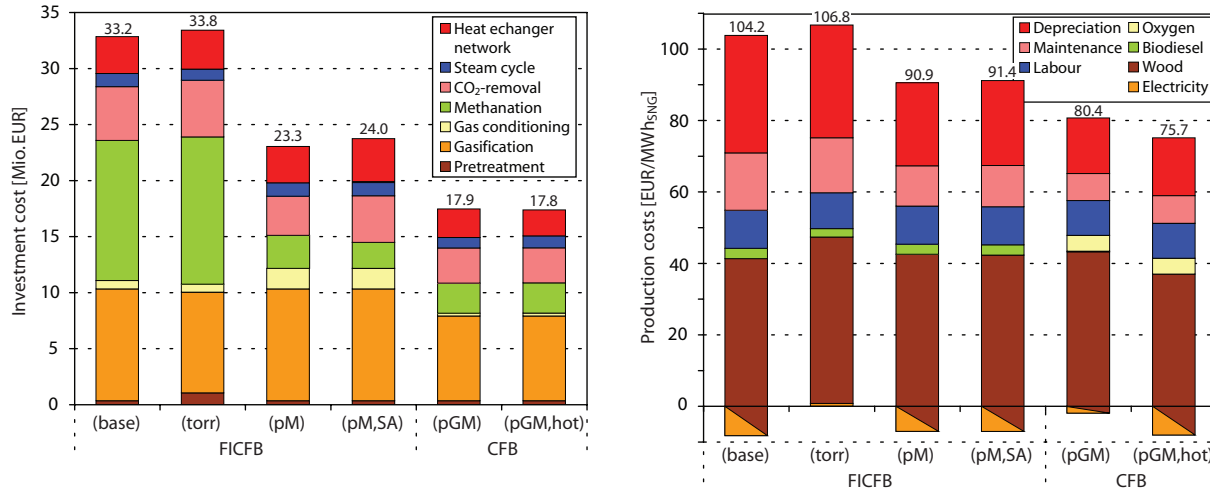 Investment cost [Mio. EUR]
35
30
25
20
15
10
5
0
33.2
33.8
23.3
24.0
17.9
17.8
Heat echanger
network
Steam cycle
CO₂-removal
Methanation
Gas conditioning
Gasification
Pretreatment
(base) (torr) (pM) (pM,SA) (pGM) (pGM,hot)
FICFB CFB
Production costs [EUR/MWh_SNG]
100
80
60
40
20
0
104.2
106.8
90.9
91.4
80.4
75.7
Depreciation Oxygen
Maintenance Biodiesel
Labour Wood
Electricity
(base) (torr) (pM) (pM,SA) (pGM) (pGM,hot)
FICFB CFB